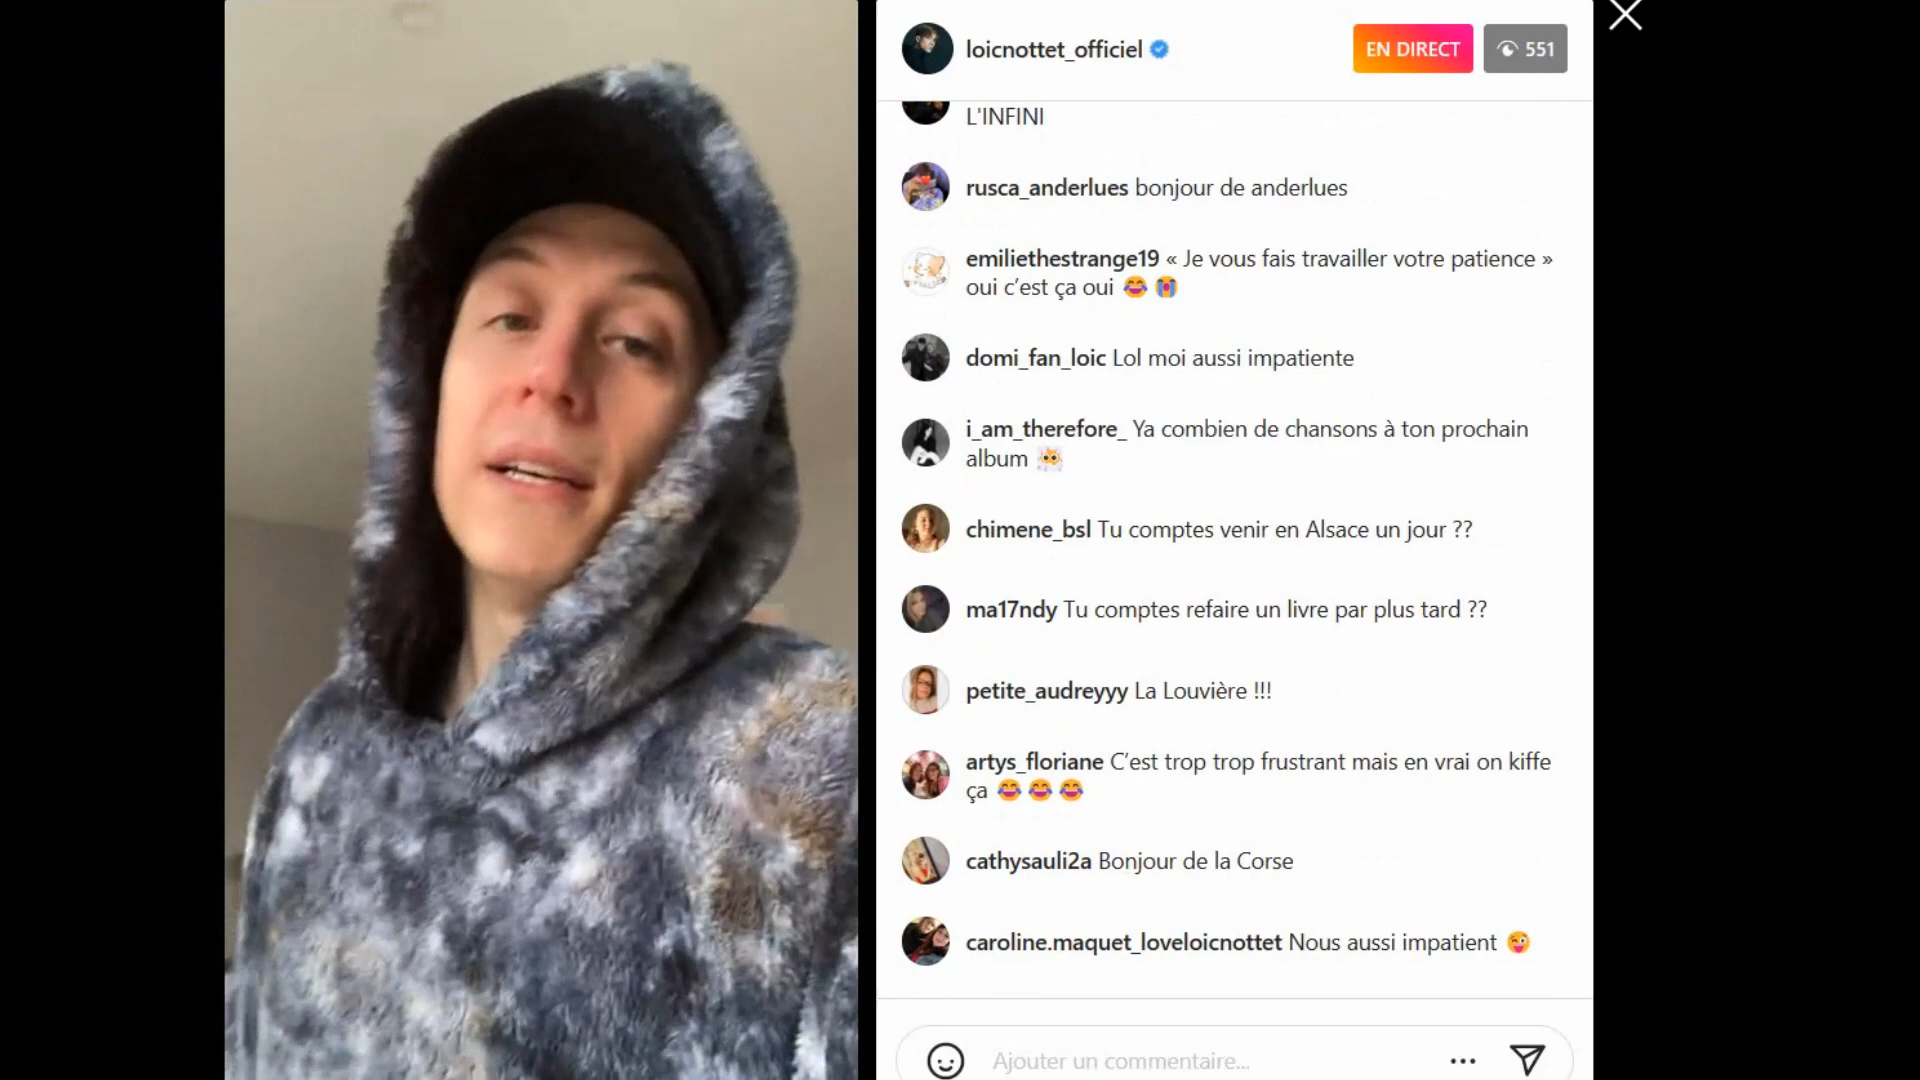 loicnottet_officiel
EN DIRECT
551
L'INFINI
rusca_anderlues bonjour de anderlues
emiliethestrange19 « Je vous fais travailler votre patience »
oui c’est ça oui 😂 😭
domi_fan_loic Lol moi aussi impatiente
i_am_therefore_ Ya combien de chansons à ton prochain
album
chimene_bsl Tu comptes venir en Alsace un jour ??
ma17ndy Tu comptes refaire un livre par plus tard ??
petite_audreyyy La Louvière !!!
artys_floriane C’est trop trop frustrant mais en vrai on kiffe
ça 😂 😂 😂
cathysauli2a Bonjour de la Corse
caroline.maquet_loveloicnottet Nous aussi impatient 😜
Ajouter un commentaire...